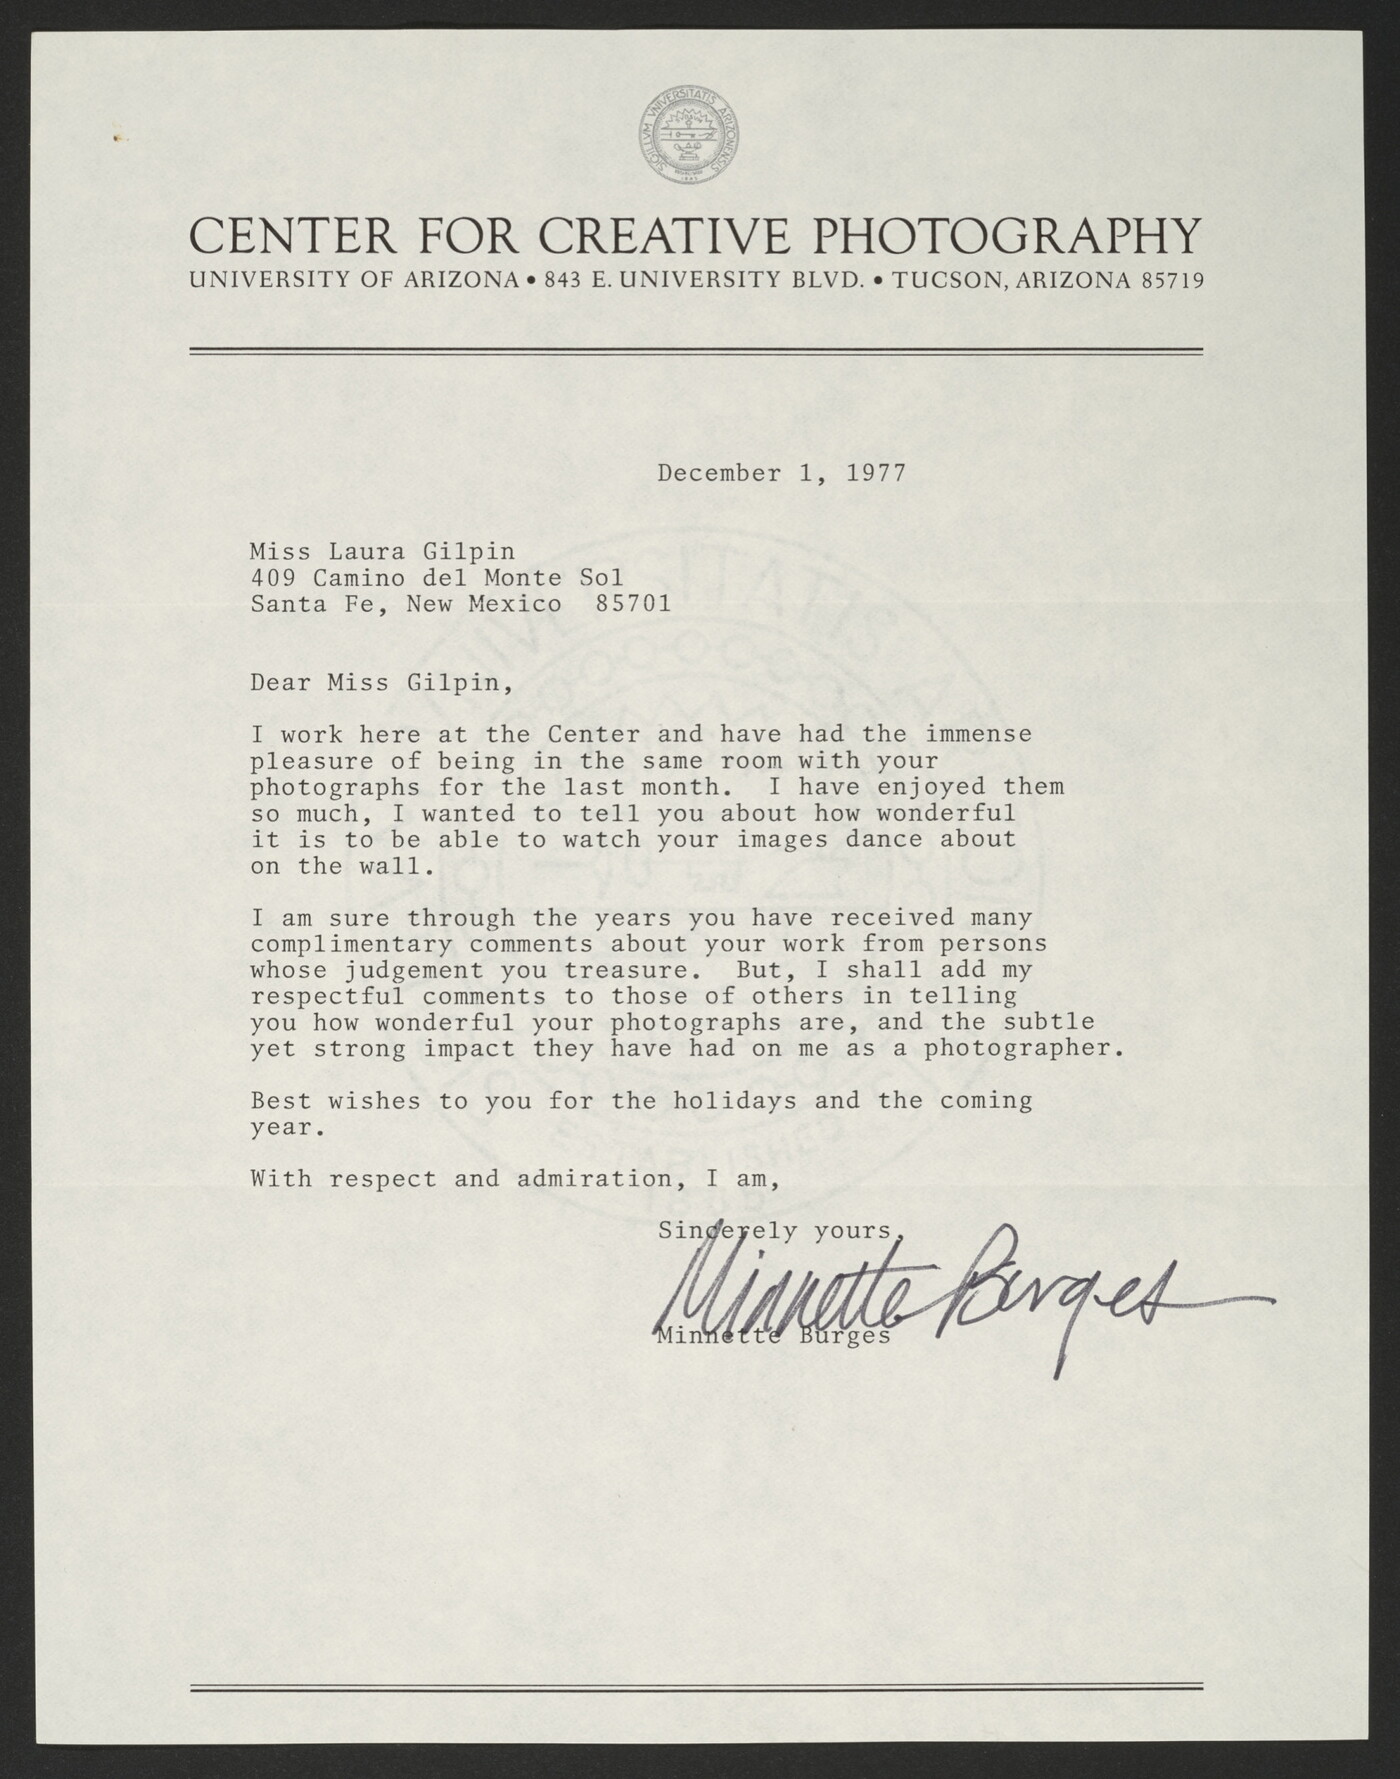 SIGILLVM VNIVERSITATIS ARIZONENSIS
CENTER FOR CREATIVE PHOTOGRAPHY
UNIVERSITY OF ARIZONA • 843 E. UNIVERSITY BLVD. • TUCSON, ARIZONA 85719
December 1, 1977
Miss Laura Gilpin
409 Camino del Monte Sol
Santa Fe, New Mexico  85701
Dear Miss Gilpin,
I work here at the Center and have had the immense
pleasure of being in the same room with your
photographs for the last month.  I have enjoyed them
so much, I wanted to tell you about how wonderful
it is to be able to watch your images dance about
on the wall.
I am sure through the years you have received many
complimentary comments about your work from persons
whose judgement you treasure.  But, I shall add my
respectful comments to those of others in telling
you how wonderful your photographs are, and the subtle
yet strong impact they have had on me as a photographer.
Best wishes to you for the holidays and the coming
year.
With respect and admiration, I am,
Sincerely yours,
Minnette Burges
Minnette Burges